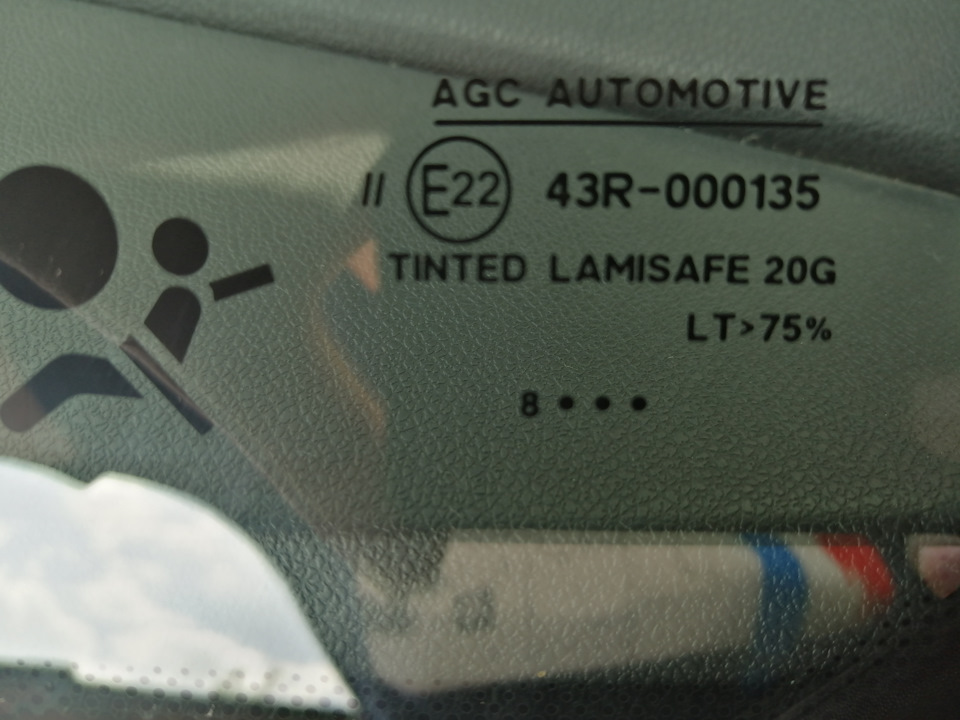 AGC AUTOMOTIVE
II E22 43R-000135
TINTED LAMISAFE 20G
LT>75%
8 • • •